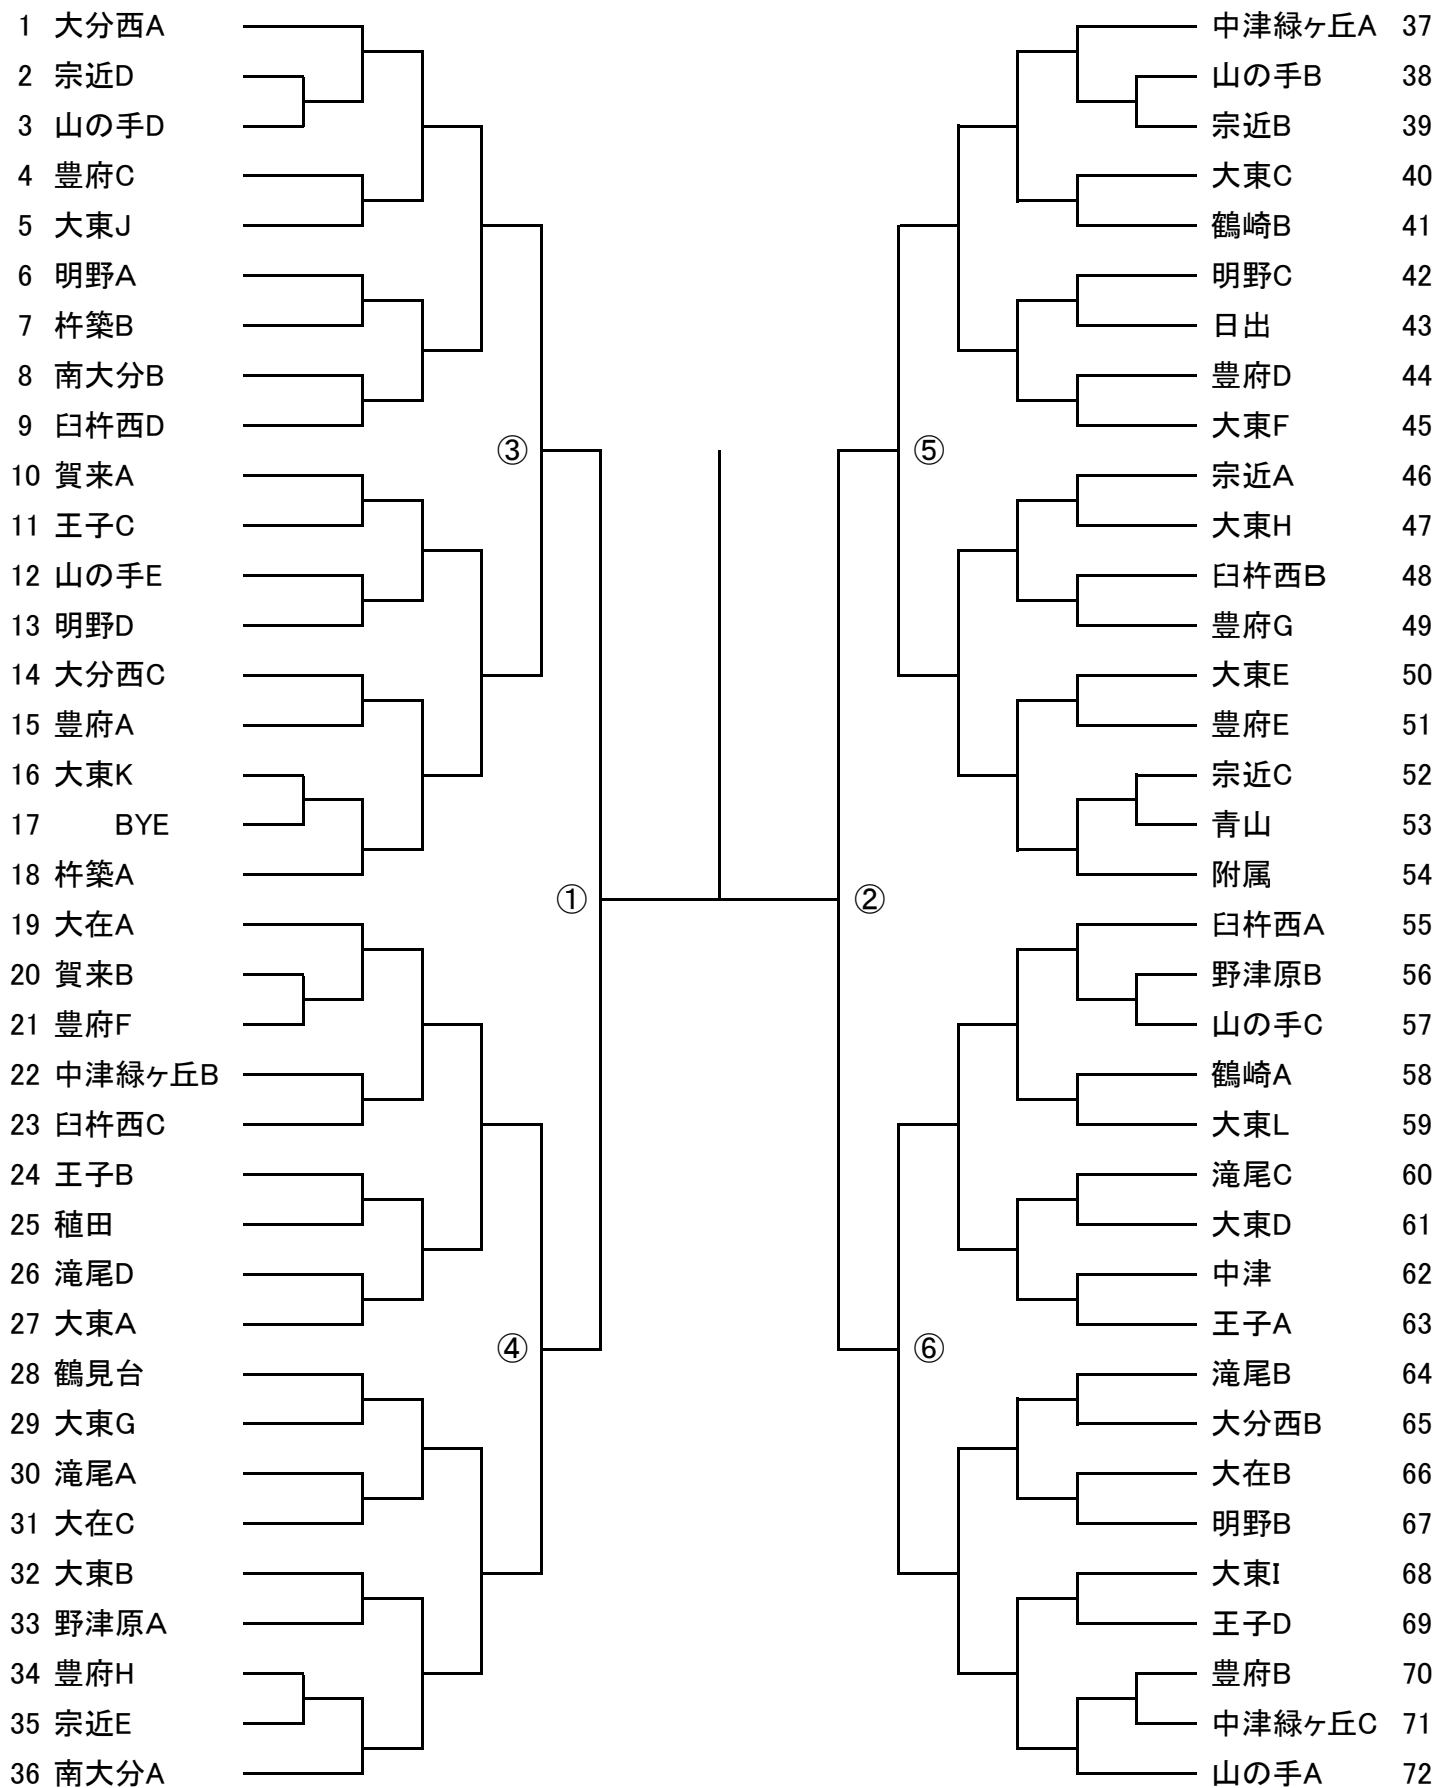 1 大分西A
2 宗近D
3 山の手D
4 豊府C
5 大東J
6 明野A
7 杵築B
8 南大分B
9 臼杵西D
10 賀来A
11 王子C
12 山の手E
13 明野D
14 大分西C
15 豊府A
16 大東K
17 BYE
18 杵築A
19 大在A
20 賀来B
21 豊府F
22 中津緑ヶ丘B
23 臼杵西C
24 王子B
25 稙田
26 滝尾D
27 大東A
28 鶴見台
29 大東G
30 滝尾A
31 大在C
32 大東B
33 野津原A
34 豊府H
35 宗近E
36 南大分A
③
①
④
⑤
②
⑥
中津緑ヶ丘A 37
山の手B 38
宗近B 39
大東C 40
鶴崎B 41
明野C 42
日出 43
豊府D 44
大東F 45
宗近A 46
大東H 47
臼杵西B 48
豊府G 49
大東E 50
豊府E 51
宗近C 52
青山 53
附属 54
臼杵西A 55
野津原B 56
山の手C 57
鶴崎A 58
大東L 59
滝尾C 60
大東D 61
中津 62
王子A 63
滝尾B 64
大分西B 65
大在B 66
明野B 67
大東I 68
王子D 69
豊府B 70
中津緑ヶ丘C 71
山の手A 72